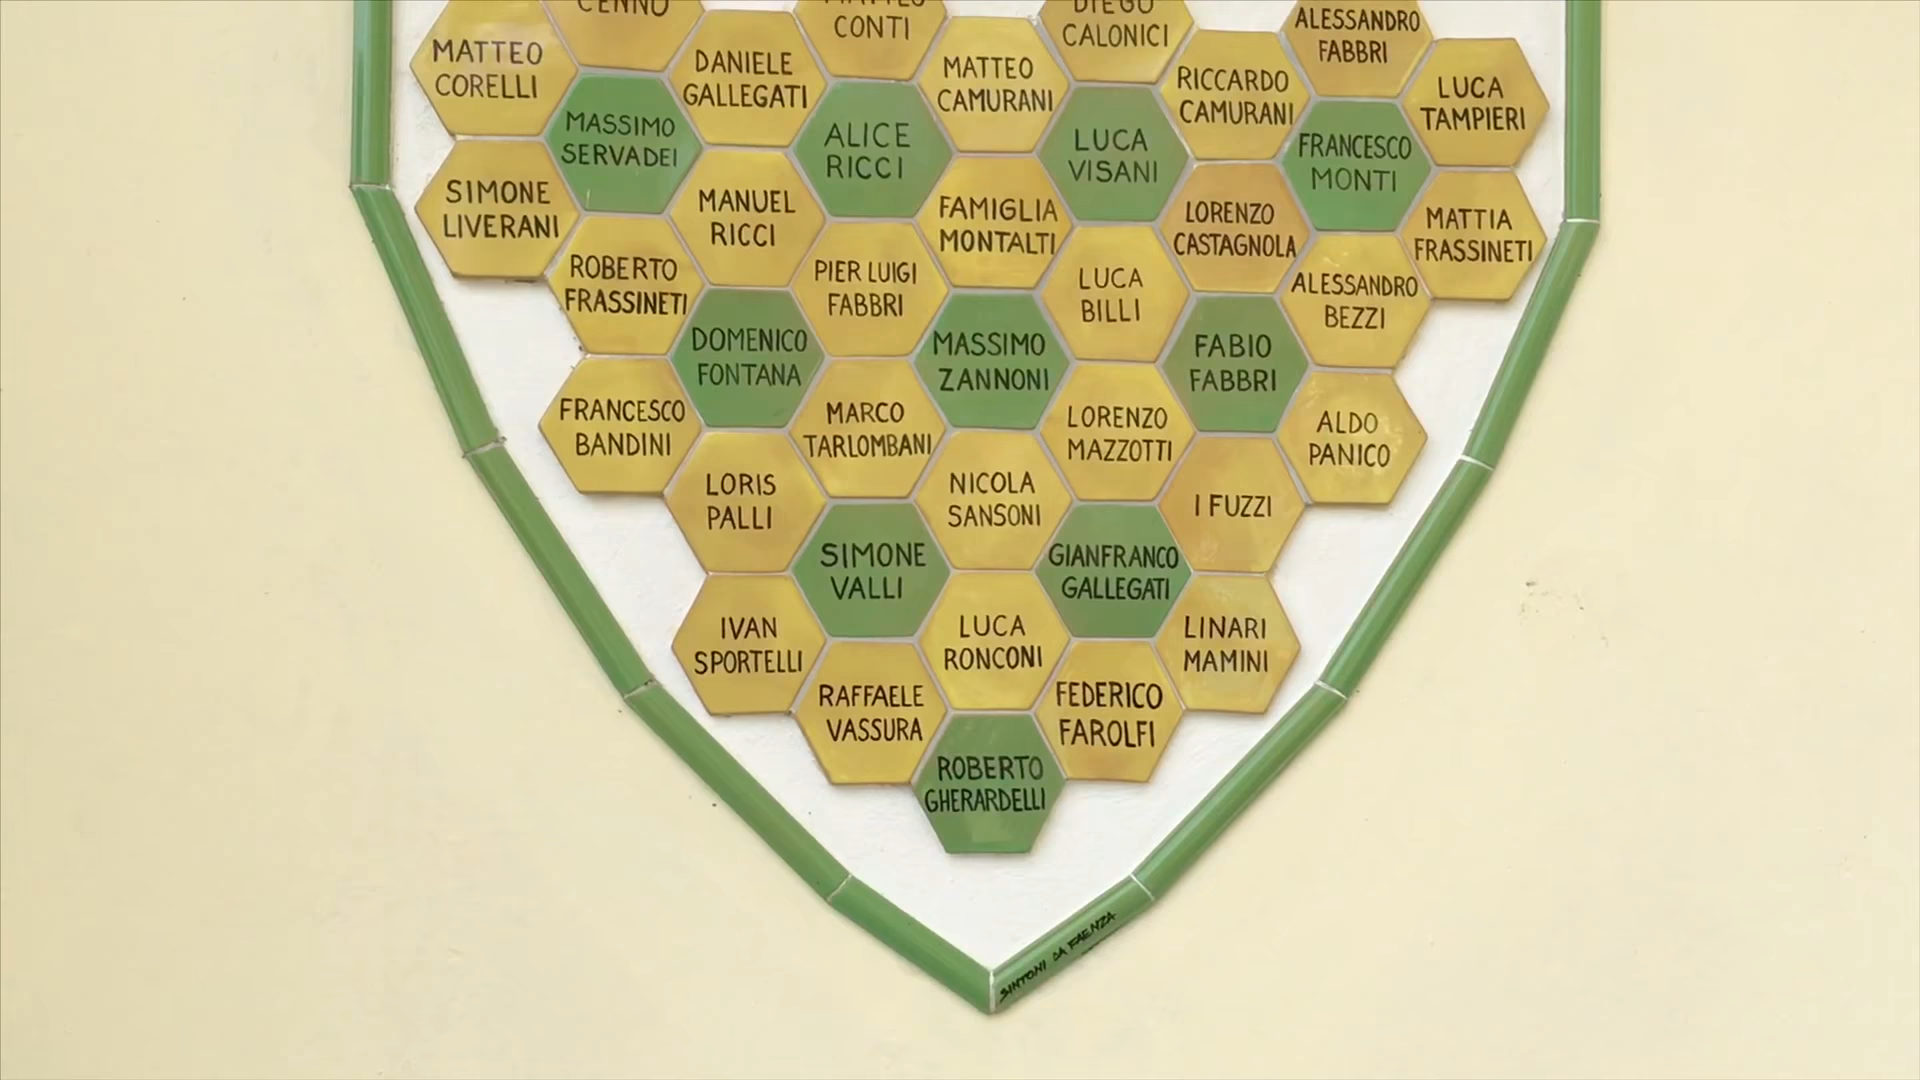 CENNO
MATTEO
CONTI
DIEGO
CALONICI
ALESSANDRO
FABBRI
MATTEO
CORELLI
DANIELE
GALLEGATI
MATTEO
CAMURANI
RICCARDO
CAMURANI
LUCA
TAMPIERI
MASSIMO
SERVADEI
ALICE
RICCI
LUCA
VISANI
FRANCESCO
MONTI
SIMONE
LIVERANI
MANUEL
RICCI
FAMIGLIA
MONTALTI
LORENZO
CASTAGNOLA
MATTIA
FRASSINETI
ROBERTO
FRASSINETI
PIER LUIGI
FABBRI
LUCA
BILLI
ALESSANDRO
BEZZI
DOMENICO
FONTANA
MASSIMO
ZANNONI
FABIO
FABBRI
FRANCESCO
BANDINI
MARCO
TARLOMBANI
LORENZO
MAZZOTTI
ALDO
PANICO
LORIS
PALLI
NICOLA
SANSONI
I FUZZI
SIMONE
VALLI
GIANFRANCO
GALLEGATI
IVAN
SPORTELLI
LUCA
RONCONI
LINARI
MAMINI
RAFFAELE
VASSURA
FEDERICO
FAROLFI
ROBERTO
GHERARDELLI
SINTONI DA FAENZA